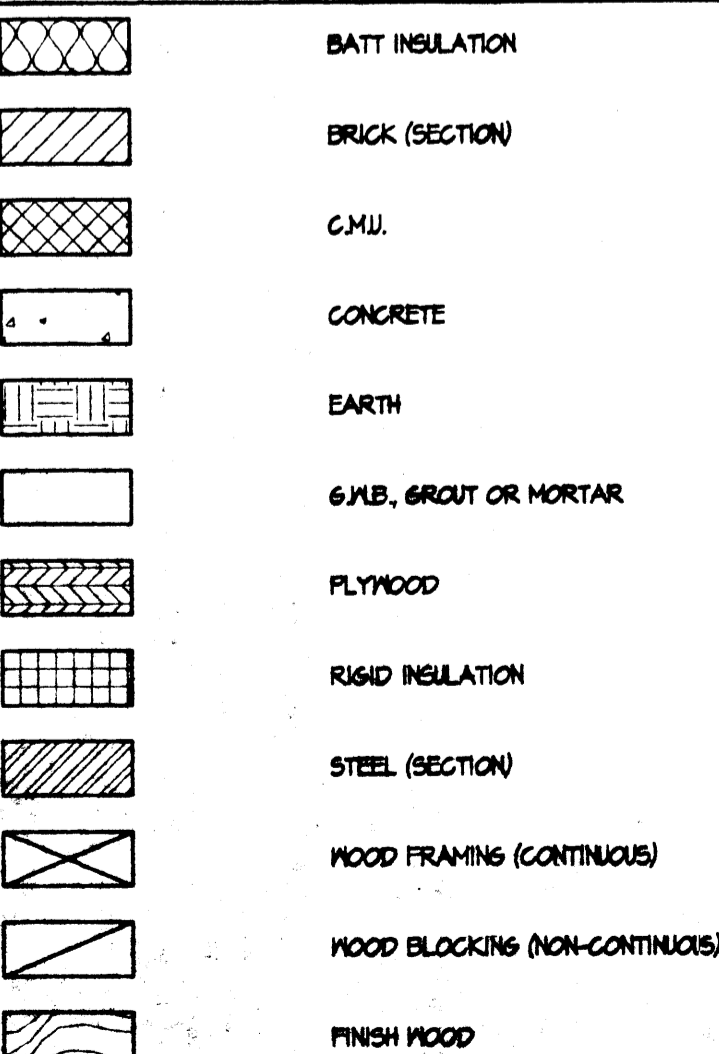 BATT INSULATION
BRICK (SECTION)
C.M.U.
CONCRETE
EARTH
G.W.B., GROUT OR MORTAR
PLYWOOD
RIGID INSULATION
STEEL (SECTION)
WOOD FRAMING (CONTINUOUS)
WOOD BLOCKING (NON-CONTINUOUS)
FINISH WOOD